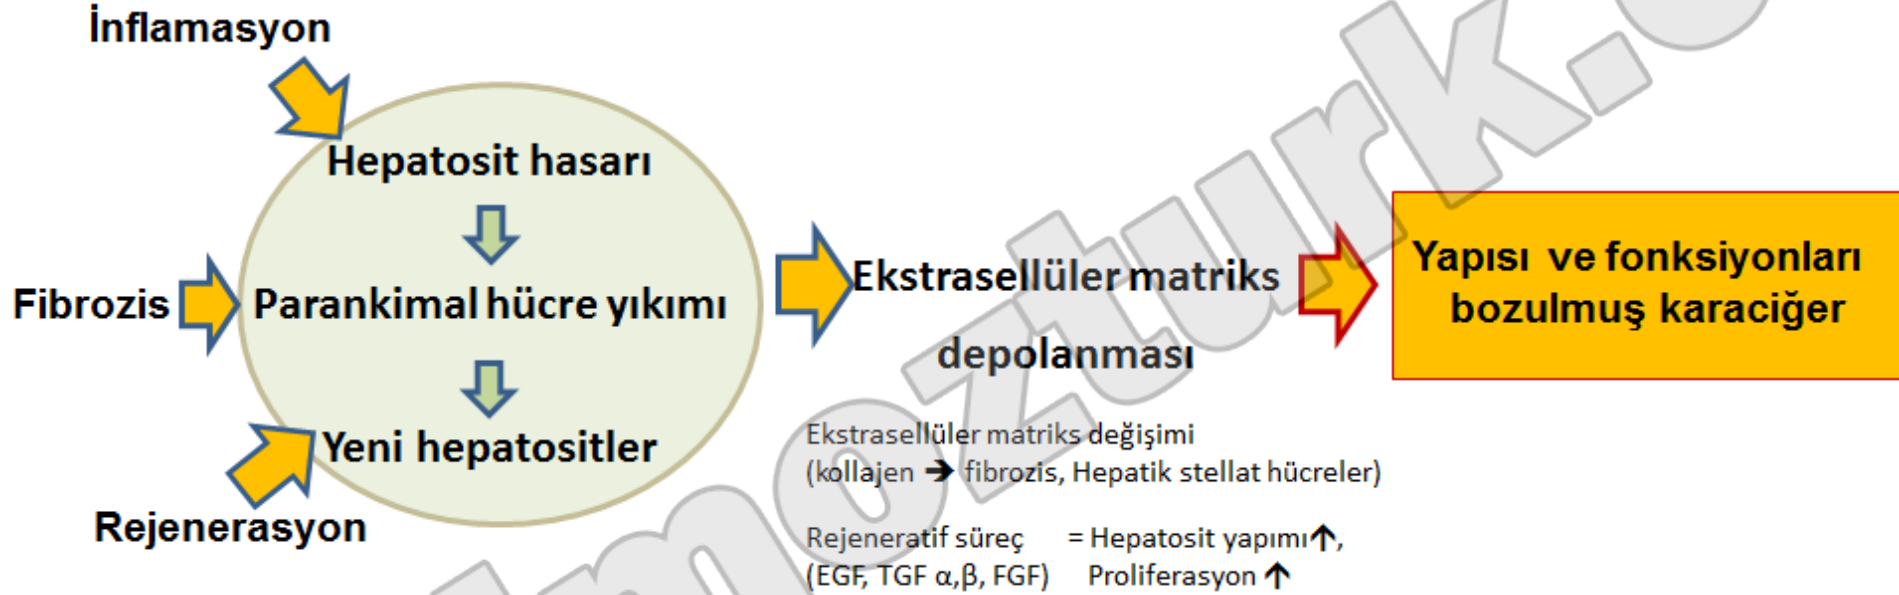 İnflamasyon
Hepatosit hasarı
Fibrozis
Parankimal hücre yıkımı
Yeni hepatositler
Rejenerasyon
Ekstrasellüler matriks
depolanması
Yapısı ve fonksiyonları
bozulmuş karaciğer
Ekstrasellüler matriks değişimi
(kollajen ➔ fibrozis, Hepatik stellat hücreler)
Rejeneratif süreç = Hepatosit yapımı↑,
(EGF, TGF α,β, FGF) Proliferasyon ↑
mozturk.